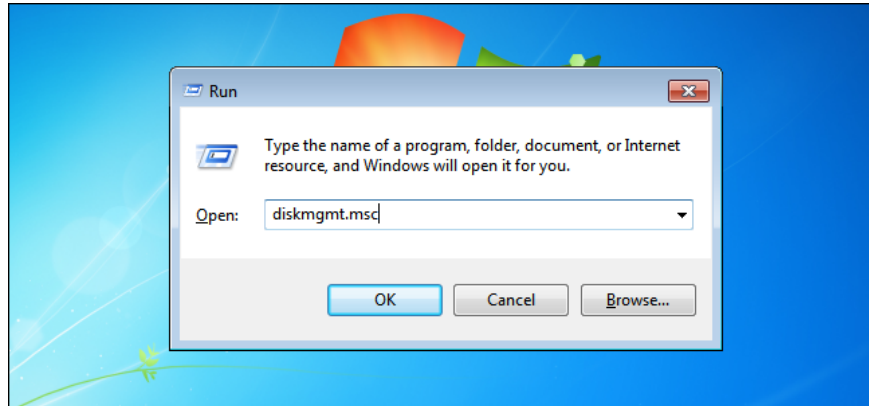 Run
Type the name of a program, folder, document, or Internet
resource, and Windows will open it for you.
Open: diskmgmt.msc
OK Cancel Browse...